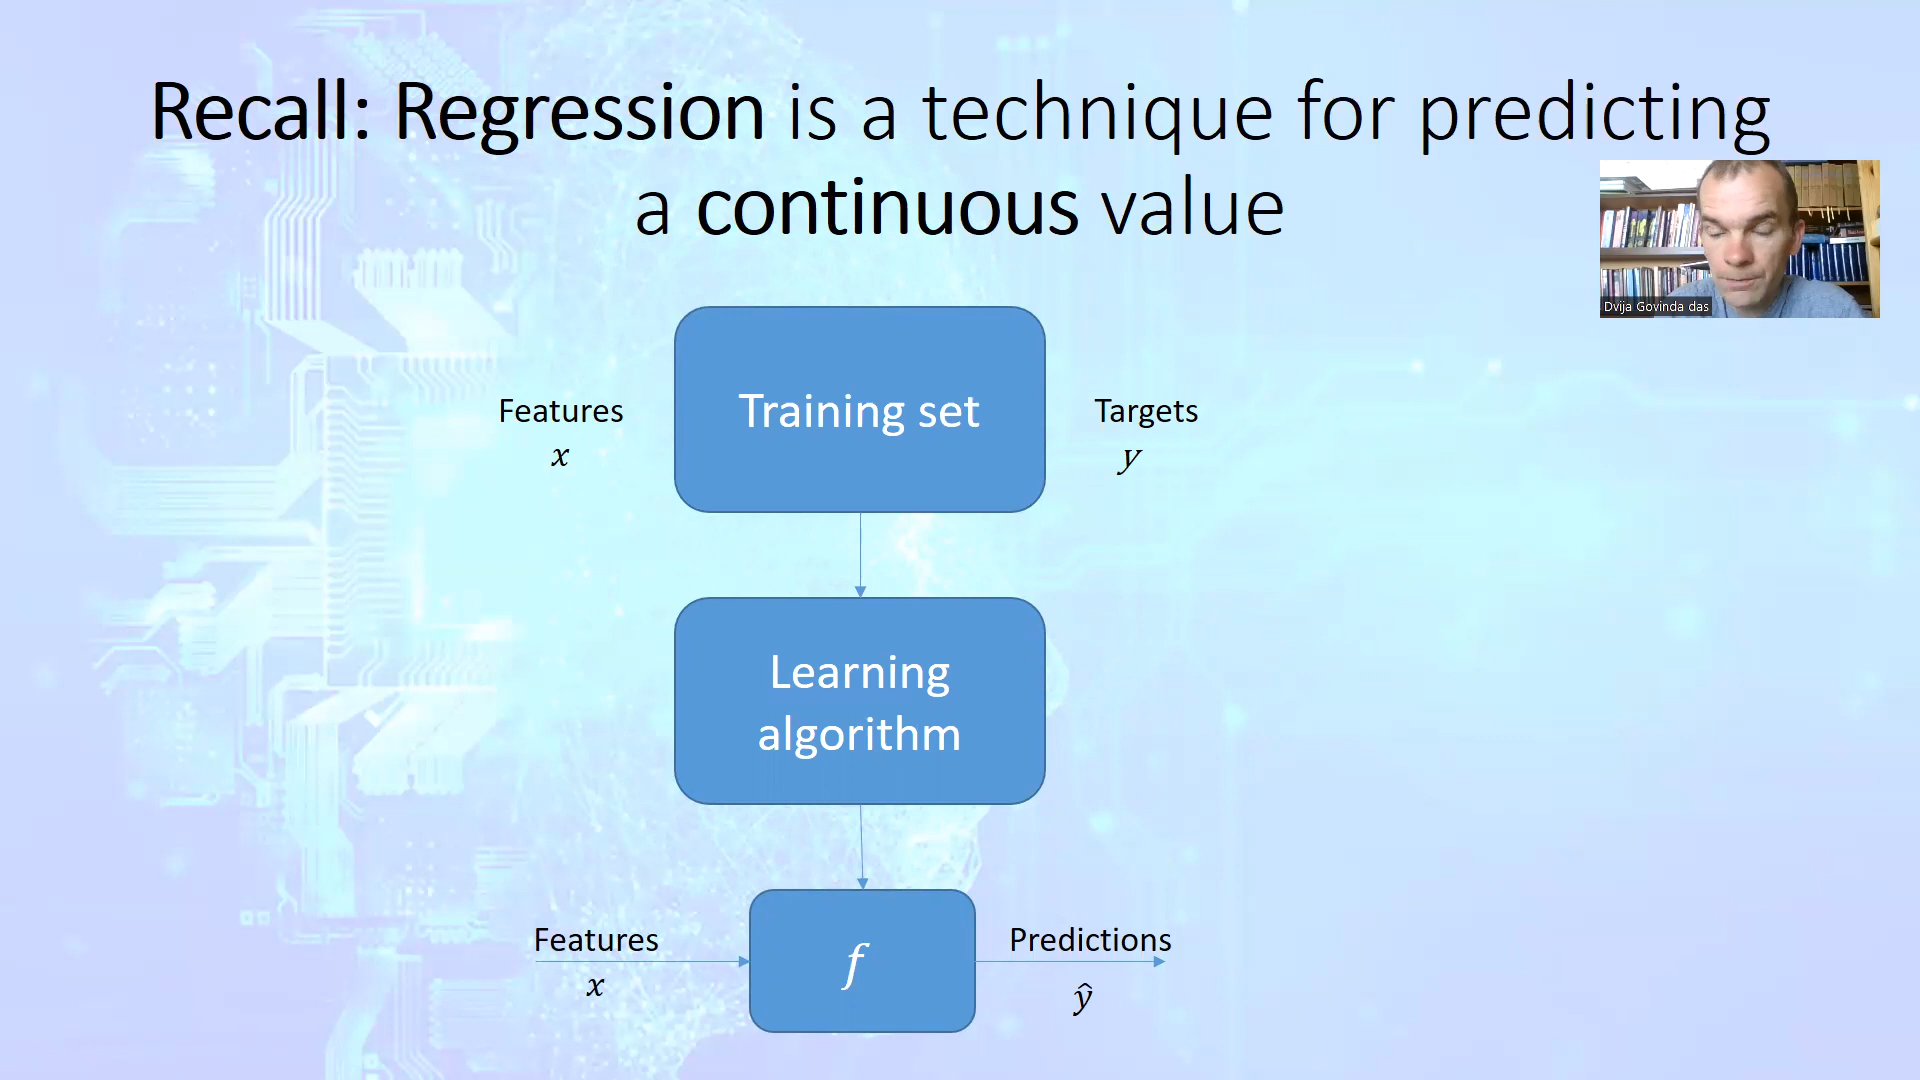 Recall: Regression is a technique for predicting
a continuous value
Dvija Govinda das
Features
x
Training set
Targets
y
Learning
algorithm
Features
x
f
Predictions
ŷ